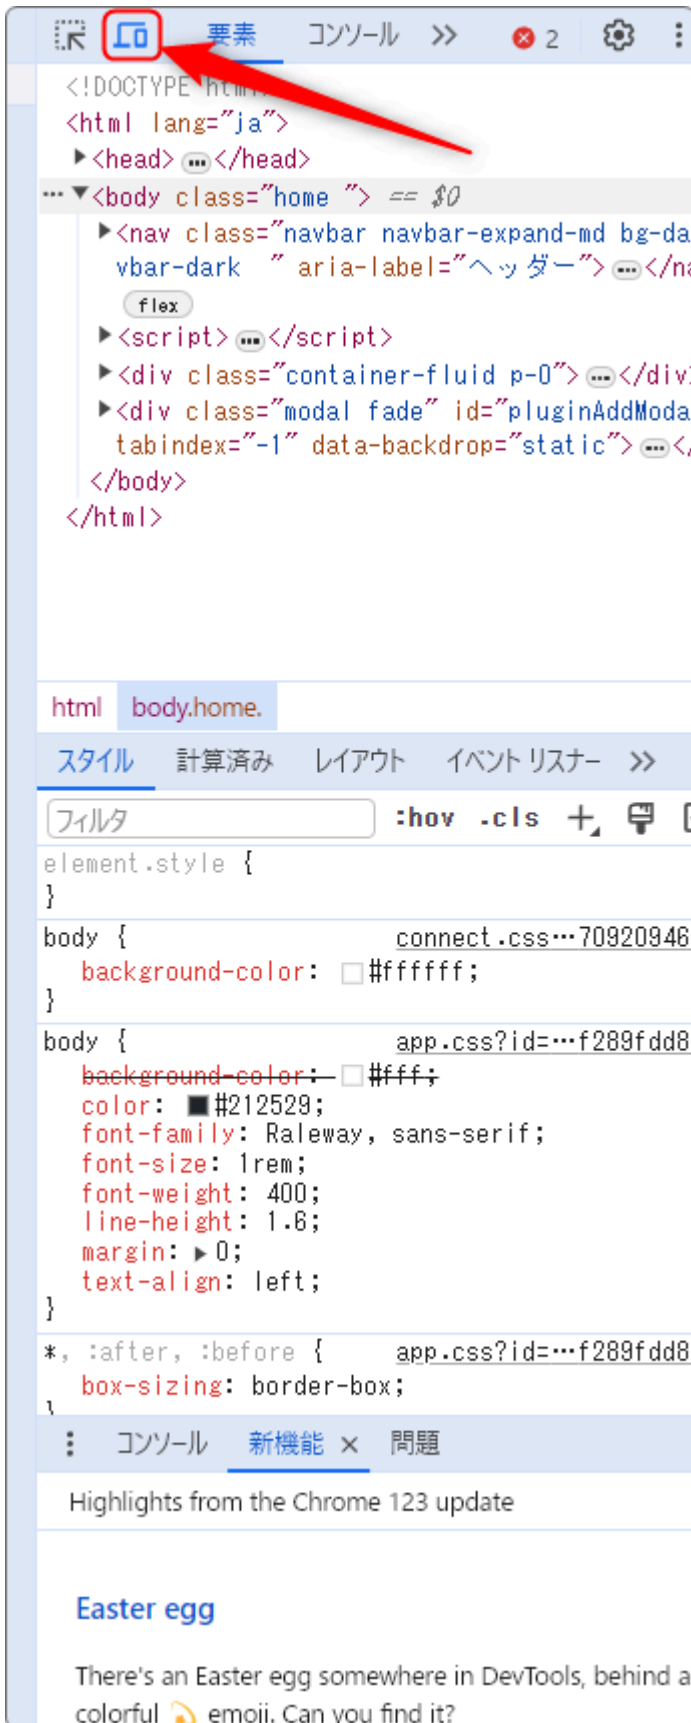 要素 コンソール 2
<!DOCTYPE html>
<html lang="ja">
<head> … </head>
… <body class="home "> == $0
<nav class="navbar navbar-expand-md bg-da
vbar-dark " aria-label="ヘッダー"> … </na
flex
<script> … </script>
<div class="container-fluid p-0"> … </div>
<div class="modal fade" id="pluginAddModa
tabindex="-1" data-backdrop="static"> … </
</body>
</html>
html body.home.
スタイル 計算済み レイアウト イベント リスナー
フィルタ :hov .cls
element.style {
}
body { connect.css…70920946
background-color: #ffffff;
}
body { app.css?id=…f289fdd8
background-color: #fff;
color: #212529;
font-family: Raleway, sans-serif;
font-size: 1rem;
font-weight: 400;
line-height: 1.6;
margin: 0;
text-align: left;
}
*, :after, :before { app.css?id=…f289fdd8
box-sizing: border-box;
}
コンソール 新機能 × 問題
Highlights from the Chrome 123 update
Easter egg
There's an Easter egg somewhere in DevTools, behind a
colorful 💫 emoji. Can you find it?